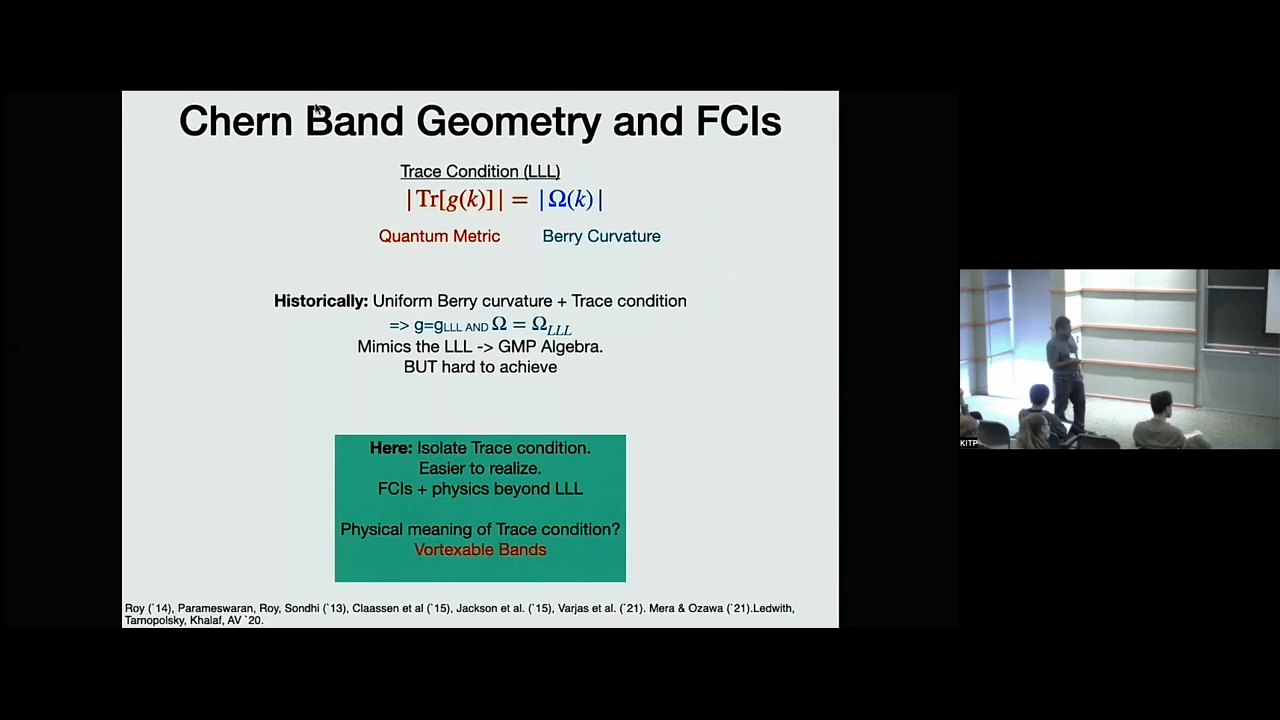 Chern Band Geometry and FCIs
Trace Condition (LLL)
|Tr[g(k)]| = |Ω(k)|
Quantum Metric Berry Curvature
Historically: Uniform Berry curvature + Trace condition
=> g=gLLL AND Ω = Ω_LLL
Mimics the LLL -> GMP Algebra.
BUT hard to achieve
Here: Isolate Trace condition.
Easier to realize.
FCIs + physics beyond LLL
Physical meaning of Trace condition?
Vortexable Bands
Roy (`14), Parameswaran, Roy, Sondhi (`13), Claassen et al (`15), Jackson et al. (`15), Varjas et al. (`21). Mera & Ozawa (`21).Ledwith,
Tarnopolsky, Khalaf, AV `20.
KITP